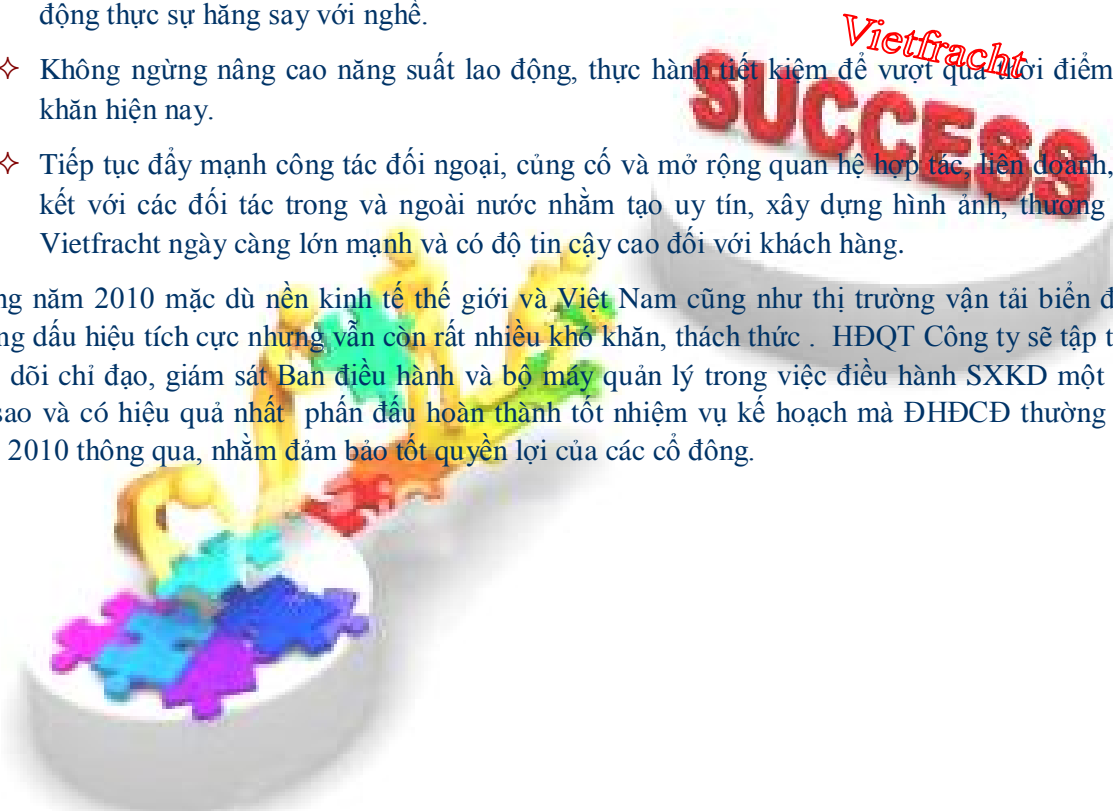 động thực sự hăng say với nghề.
Vietfracht
✧ Không ngừng nâng cao năng suất lao động, thực hành tiết kiệm để vượt qua thời điểm
khăn hiện nay.
SUCCESS
✧ Tiếp tục đẩy mạnh công tác đối ngoại, củng cố và mở rộng quan hệ hợp tác, liên doanh,
kết với các đối tác trong và ngoài nước nhằm tạo uy tín, xây dựng hình ảnh, thương
Vietfracht ngày càng lớn mạnh và có độ tin cậy cao đối với khách hàng.
ng năm 2010 mặc dù nền kinh tế thế giới và Việt Nam cũng như thị trường vận tải biển đ
ng dấu hiệu tích cực nhưng vẫn còn rất nhiều khó khăn, thách thức . HĐQT Công ty sẽ tập t
dõi chỉ đạo, giám sát Ban điều hành và bộ máy quản lý trong việc điều hành SXKD một
sao và có hiệu quả nhất phấn đấu hoàn thành tốt nhiệm vụ kế hoạch mà ĐHĐCĐ thường
2010 thông qua, nhằm đảm bảo tốt quyền lợi của các cổ đông.